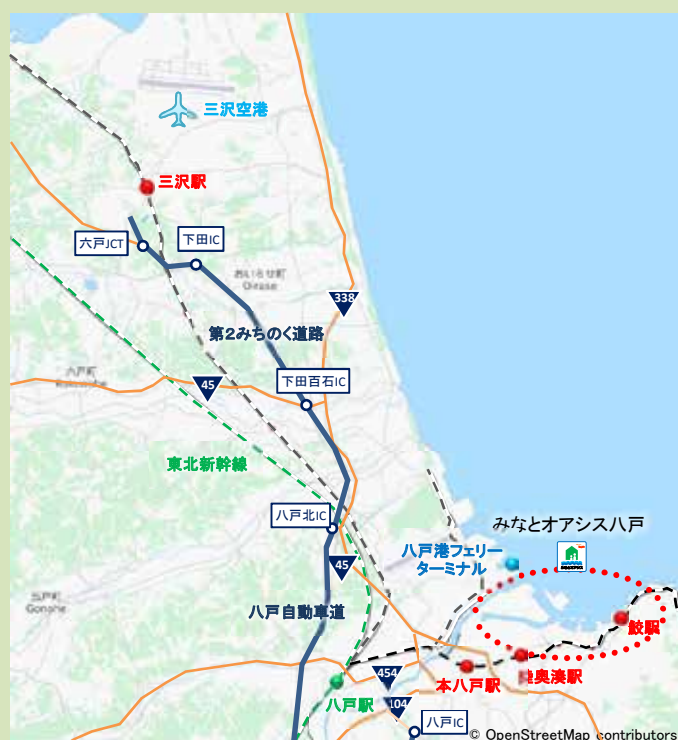 三沢空港
三沢駅
六戸JCT
下田IC
おいらせ町
Oirase
338
第2みちのく道路
六戸町
下田百石IC
45
東北新幹線
八戸北IC
みなとオアシス八戸
八戸港フェリー
ターミナル
45
八戸自動車道
Gonohe
鮫駅
陸奥湊駅
本八戸駅
454
八戸駅
104
八戸IC
© OpenStreetMap contributors